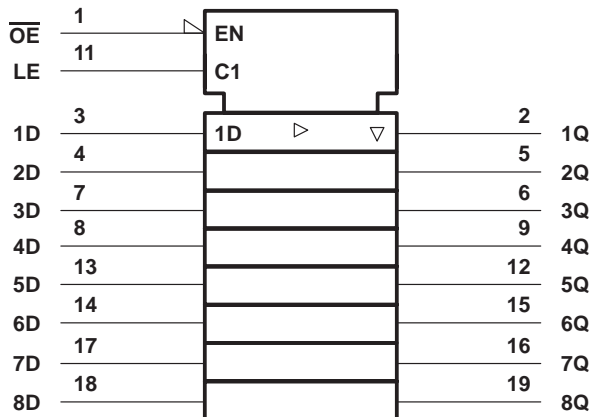 1
OE EN
11
LE C1
3 2
1D 1D 1Q
4 5
2D 2Q
7 6
3D 3Q
8 9
4D 4Q
13 12
5D 5Q
14 15
6D 6Q
17 16
7D 7Q
18 19
8D 8Q